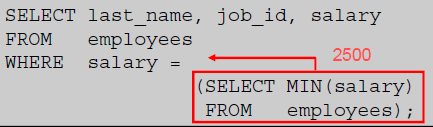 SELECT last_name, job_id, salary
FROM employees
WHERE salary =
2500
(SELECT MIN(salary)
FROM employees);